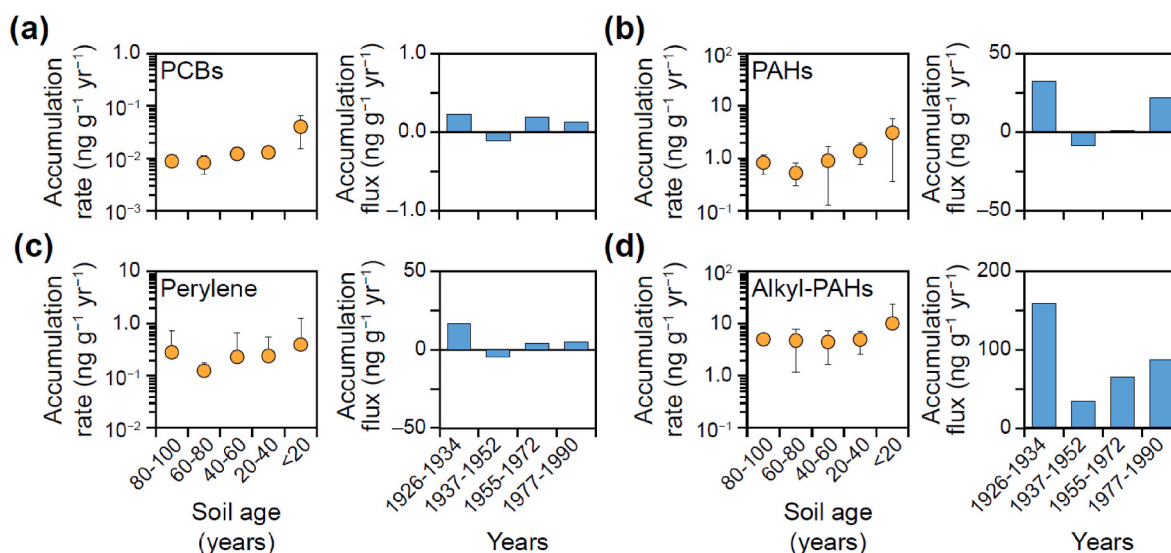 (a)
Accumulation
rate (ng g⁻¹ yr⁻¹)
1.0
10⁻¹
10⁻²
10⁻³
PCBs
Accumulation
flux (ng g⁻¹ yr⁻¹)
1.0
0.0
−1.0
(b)
Accumulation
rate (ng g⁻¹ yr⁻¹)
10²
10
1.0
10⁻¹
PAHs
Accumulation
flux (ng g⁻¹ yr⁻¹)
50
0
−50
(c)
Accumulation
rate (ng g⁻¹ yr⁻¹)
10
1.0
10⁻¹
10⁻²
Perylene
80-100
60-80
40-60
20-40
<20
Soil age
(years)
Accumulation
flux (ng g⁻¹ yr⁻¹)
50
0
−50
1926-1934
1937-1952
1955-1972
1977-1990
Years
(d)
Accumulation
rate (ng g⁻¹ yr⁻¹)
10²
10
1.0
10⁻¹
Alkyl-PAHs
80-100
60-80
40-60
20-40
<20
Soil age
(years)
Accumulation
flux (ng g⁻¹ yr⁻¹)
200
100
0
1926-1934
1937-1952
1955-1972
1977-1990
Years